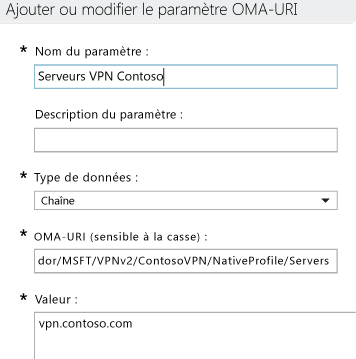 Ajouter ou modifier le paramètre OMA-URI
* Nom du paramètre :
Serveurs VPN Contoso
Description du paramètre :
* Type de données :
Chaîne
* OMA-URI (sensible à la casse) :
dor/MSFT/VPNv2/ContosoVPN/NativeProfile/Servers
* Valeur :
vpn.contoso.com